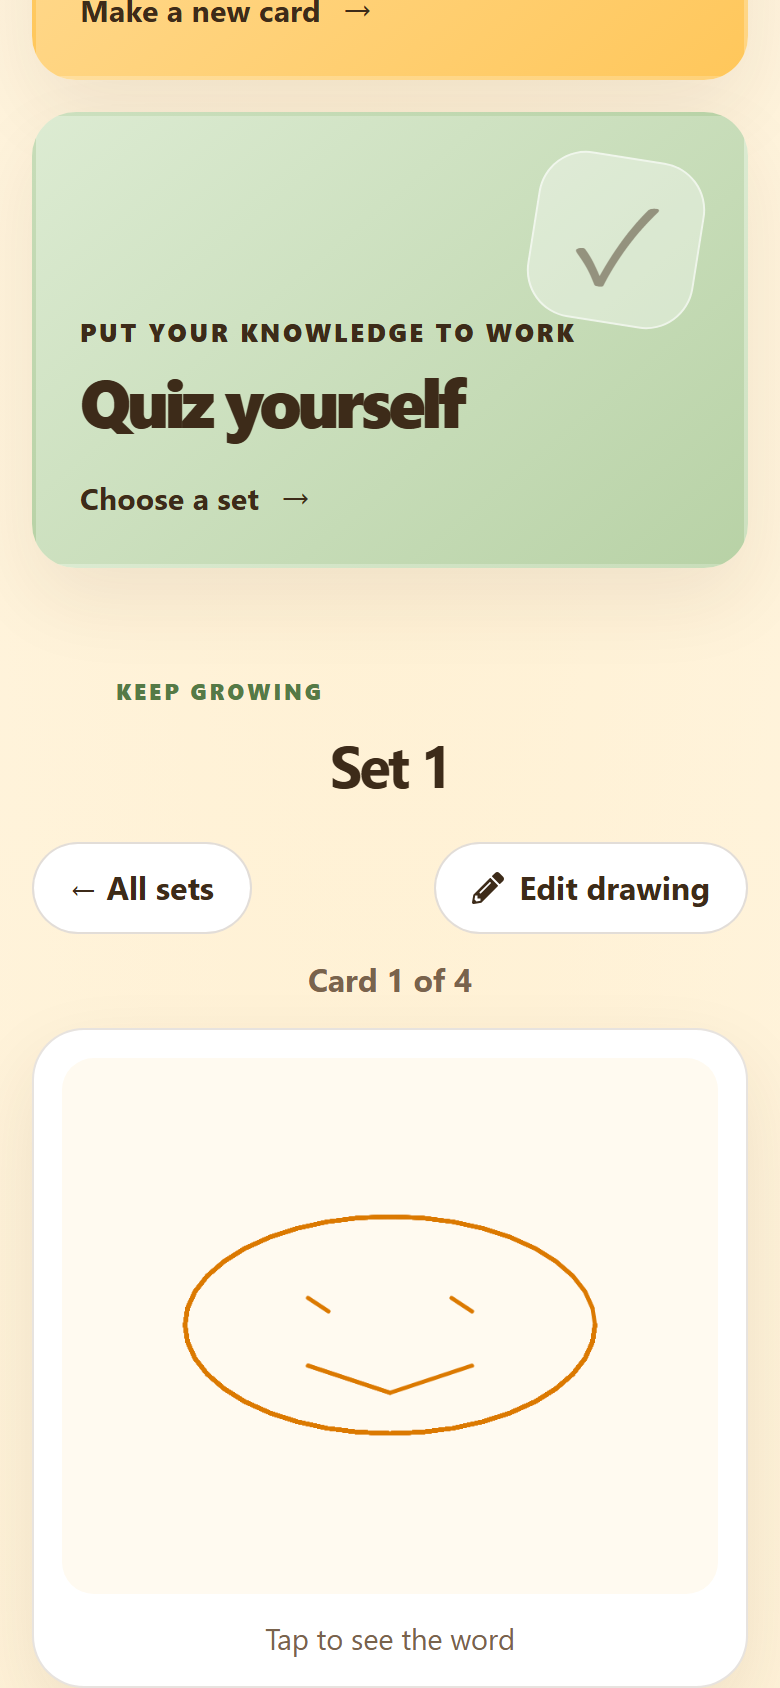 Make a new card →
PUT YOUR KNOWLEDGE TO WORK
Quiz yourself
Choose a set →
KEEP GROWING
Set 1
← All sets
Edit drawing
Card 1 of 4
Tap to see the word